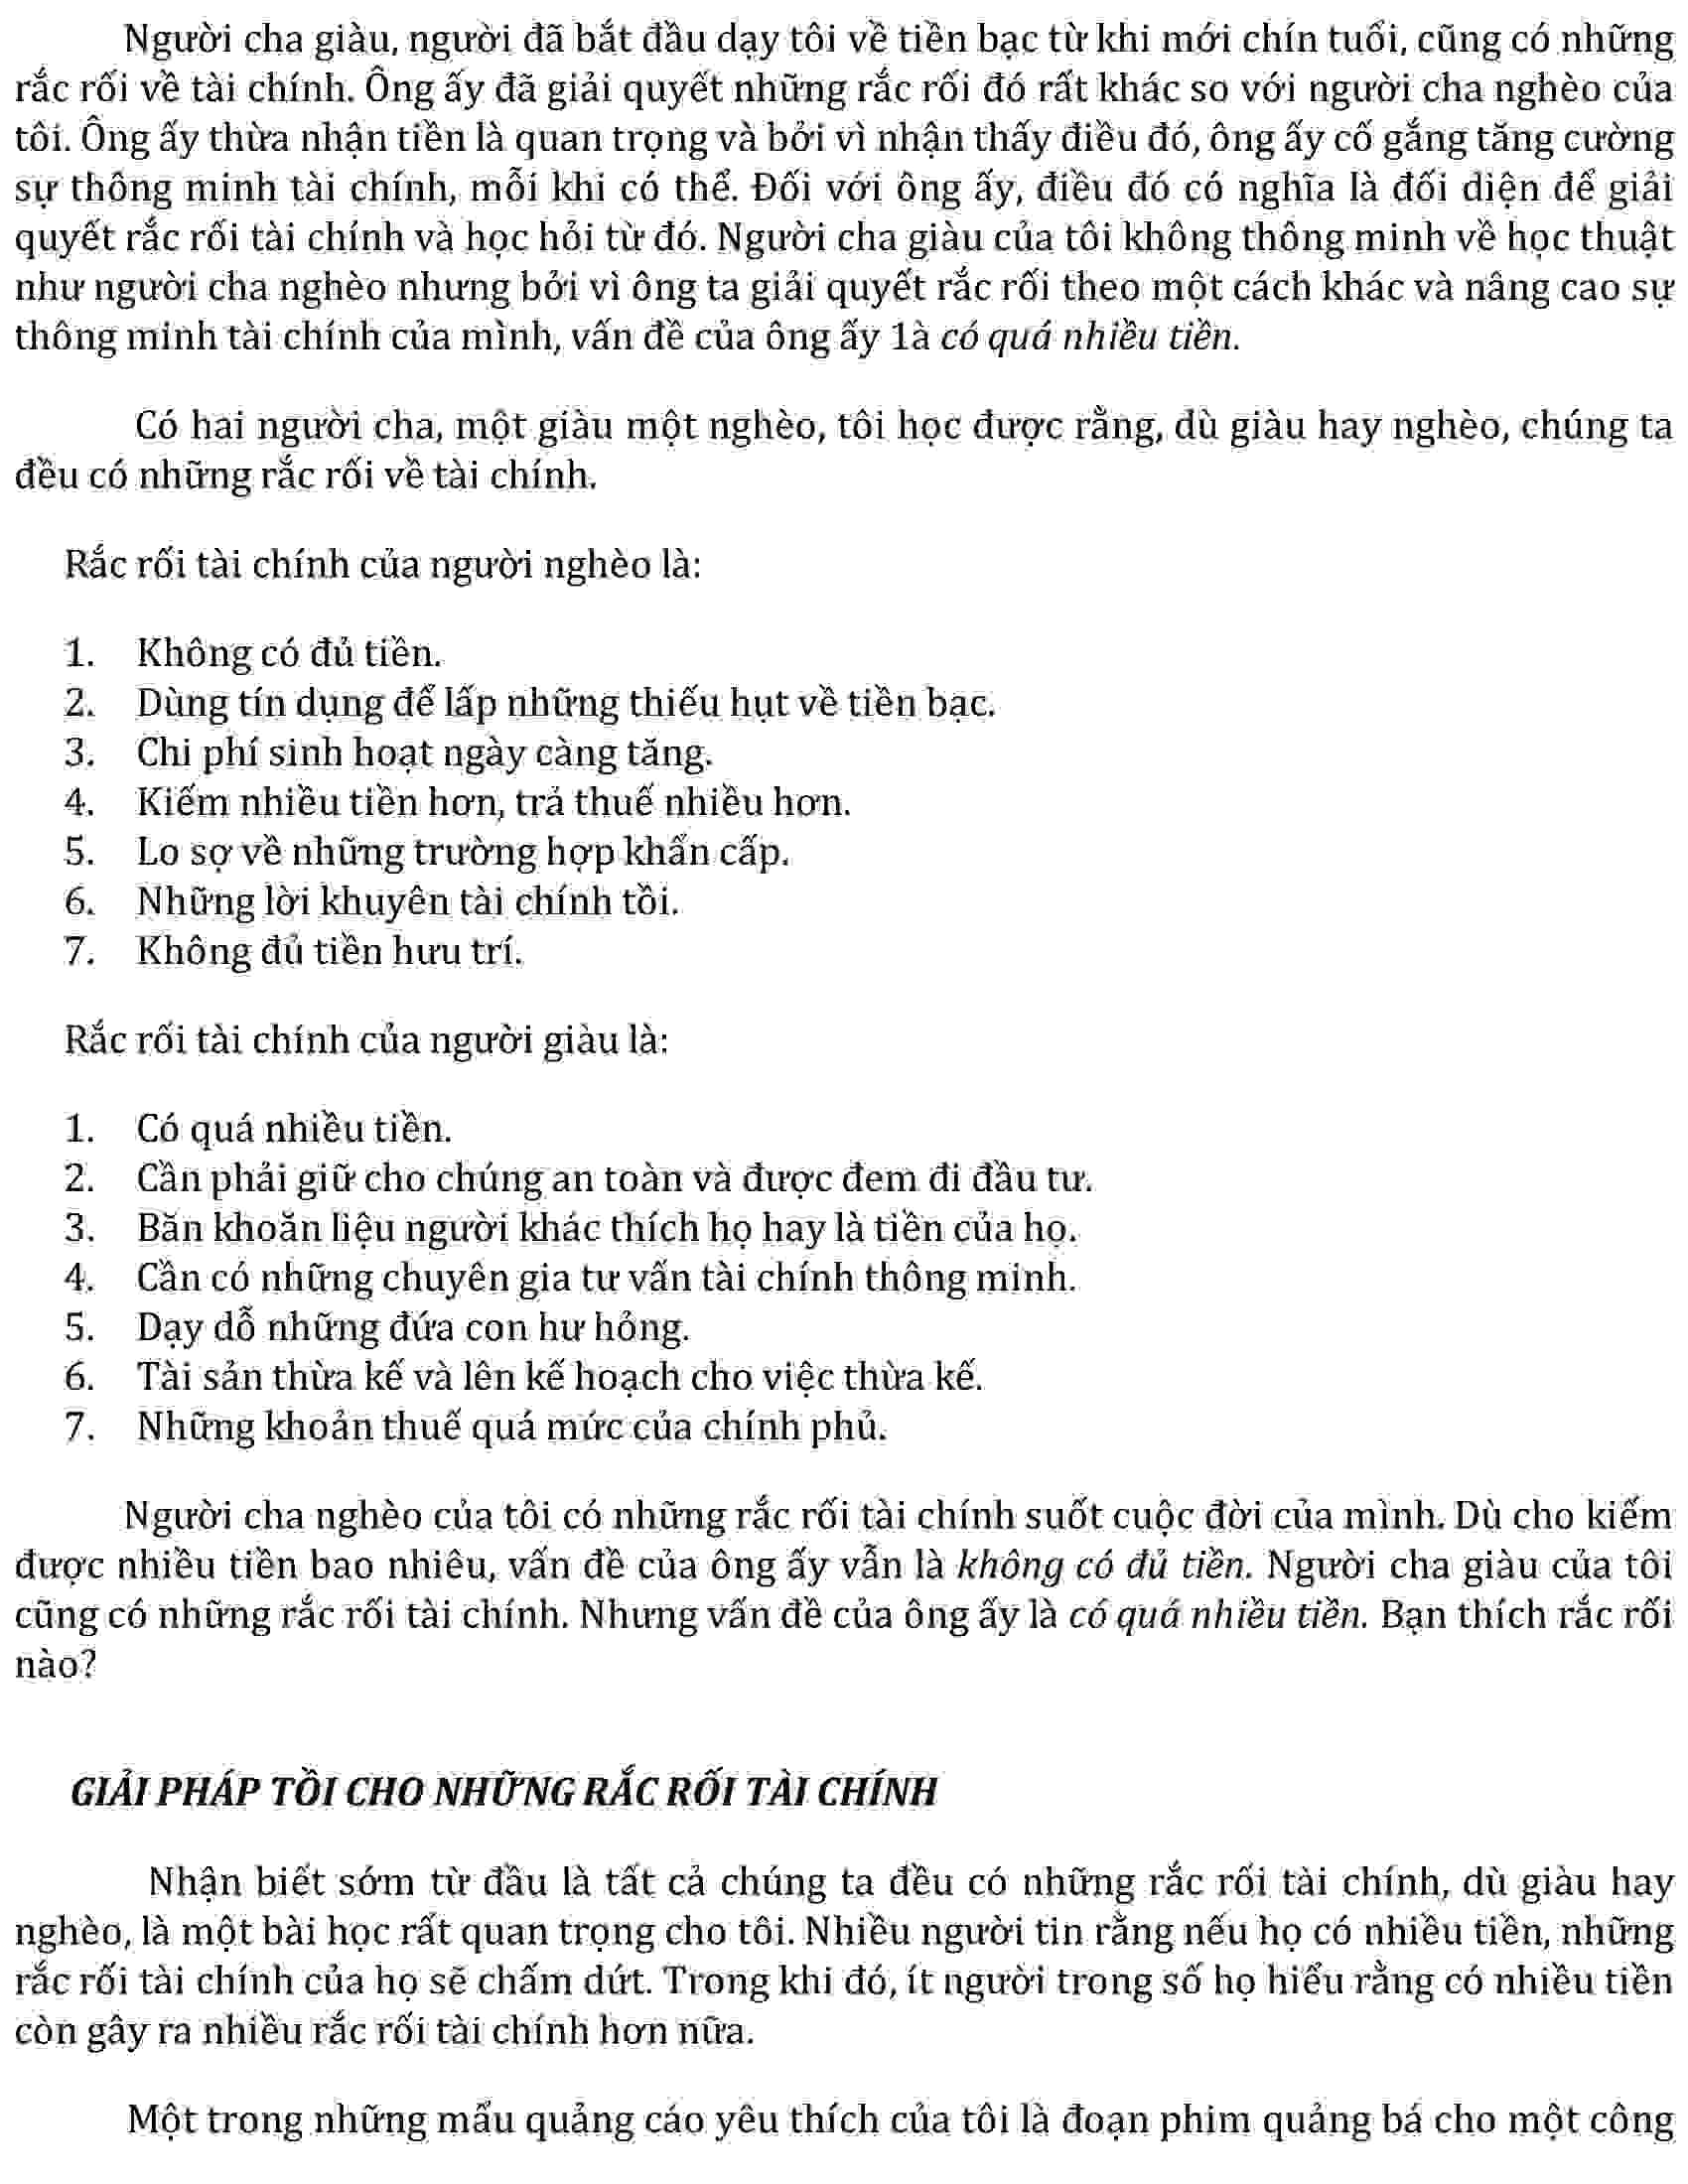 Người cha giàu, người đã bắt đầu dạy tôi về tiền bạc từ khi mới chín tuổi, cũng có những
rắc rối về tài chính. Ông ấy đã giải quyết những rắc rối đó rất khác so với người cha nghèo của
tôi. Ông ấy thừa nhận tiền là quan trọng và bởi vì nhận thấy điều đó, ông ấy cố gắng tăng cường
sự thông minh tài chính, mỗi khi có thể. Đối với ông ấy, điều đó có nghĩa là đối diện để giải
quyết rắc rối tài chính và học hỏi từ đó. Người cha giàu của tôi không thông minh về học thuật
như người cha nghèo nhưng bởi vì ông ta giải quyết rắc rối theo một cách khác và nâng cao sự
thông minh tài chính của mình, vấn đề của ông ấy 1à có quá nhiều tiền.
Có hai người cha, một giàu một nghèo, tôi học được rằng, dù giàu hay nghèo, chúng ta
đều có những rắc rối về tài chính.
Rắc rối tài chính của người nghèo là:
1. Không có đủ tiền.
2. Dùng tín dụng để lấp những thiếu hụt về tiền bạc.
3. Chi phí sinh hoạt ngày càng tăng.
4. Kiếm nhiều tiền hơn, trả thuế nhiều hơn.
5. Lo sợ về những trường hợp khẩn cấp.
6. Những lời khuyên tài chính tồi.
7. Không đủ tiền hưu trí.
Rắc rối tài chính của người giàu là:
1. Có quá nhiều tiền.
2. Cần phải giữ cho chúng an toàn và được đem đi đầu tư.
3. Băn khoăn liệu người khác thích họ hay là tiền của họ.
4. Cần có những chuyên gia tư vấn tài chính thông minh.
5. Dạy dỗ những đứa con hư hỏng.
6. Tài sản thừa kế và lên kế hoạch cho việc thừa kế.
7. Những khoản thuế quá mức của chính phủ.
Người cha nghèo của tôi có những rắc rối tài chính suốt cuộc đời của mình. Dù cho kiếm
được nhiều tiền bao nhiêu, vấn đề của ông ấy vẫn là không có đủ tiền. Người cha giàu của tôi
cũng có những rắc rối tài chính. Nhưng vấn đề của ông ấy là có quá nhiều tiền. Bạn thích rắc rối
nào?
GIẢI PHÁP TỒI CHO NHỮNG RẮC RỐI TÀI CHÍNH
Nhận biết sớm từ đầu là tất cả chúng ta đều có những rắc rối tài chính, dù giàu hay
nghèo, là một bài học rất quan trọng cho tôi. Nhiều người tin rằng nếu họ có nhiều tiền, những
rắc rối tài chính của họ sẽ chấm dứt. Trong khi đó, ít người trong số họ hiểu rằng có nhiều tiền
còn gây ra nhiều rắc rối tài chính hơn nữa.
Một trong những mẩu quảng cáo yêu thích của tôi là đoạn phim quảng bá cho một công